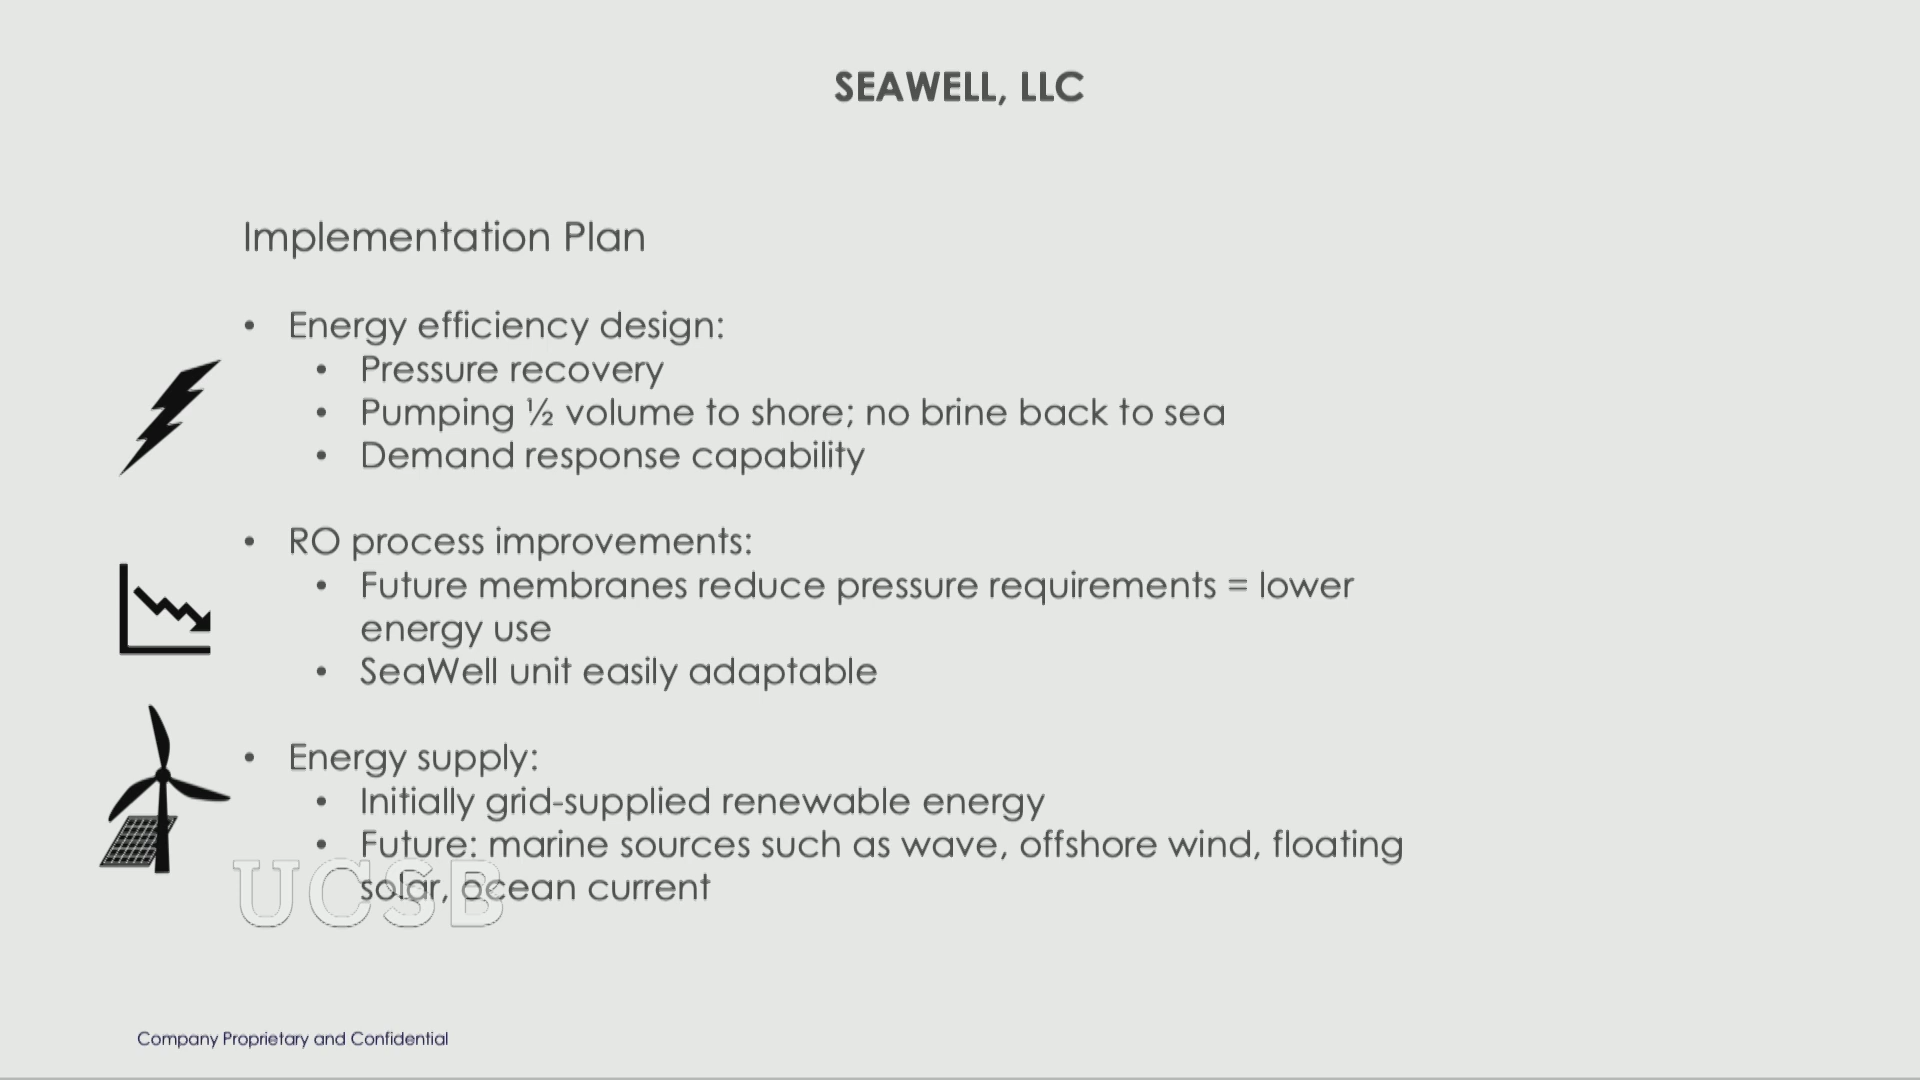 SEAWELL, LLC
Implementation Plan
• Energy efficiency design:
• Pressure recovery
• Pumping ½ volume to shore; no brine back to sea
• Demand response capability
• RO process improvements:
• Future membranes reduce pressure requirements = lower
energy use
• SeaWell unit easily adaptable
• Energy supply:
• Initially grid-supplied renewable energy
• Future: marine sources such as wave, offshore wind, floating
solar, ocean current
UCSB
Company Proprietary and Confidential